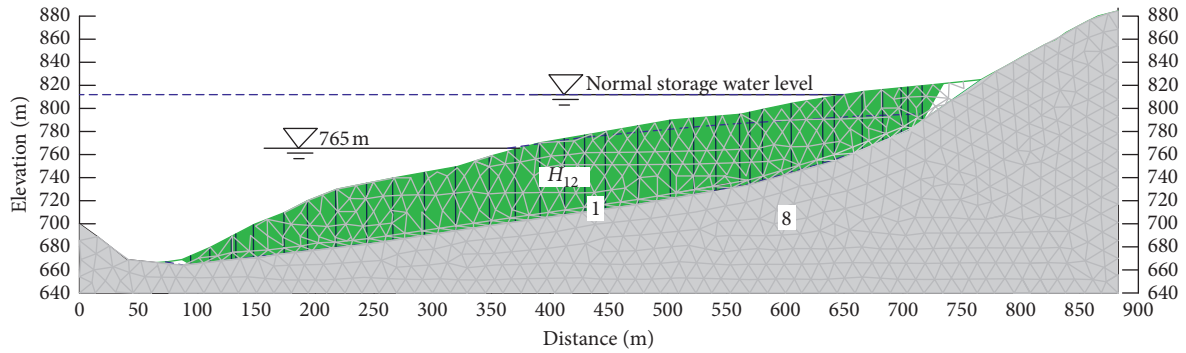 880 880
860 860
840 840
820 Normal storage water level 820
800 800
780 765 m 780
760 760
740 H12 740
720 720
700 1 8 700
680 680
660 660
640 640
0 50 100 150 200 250 300 350 400 450 500 550 600 650 700 750 800 850 900
Elevation (m)
Distance (m)